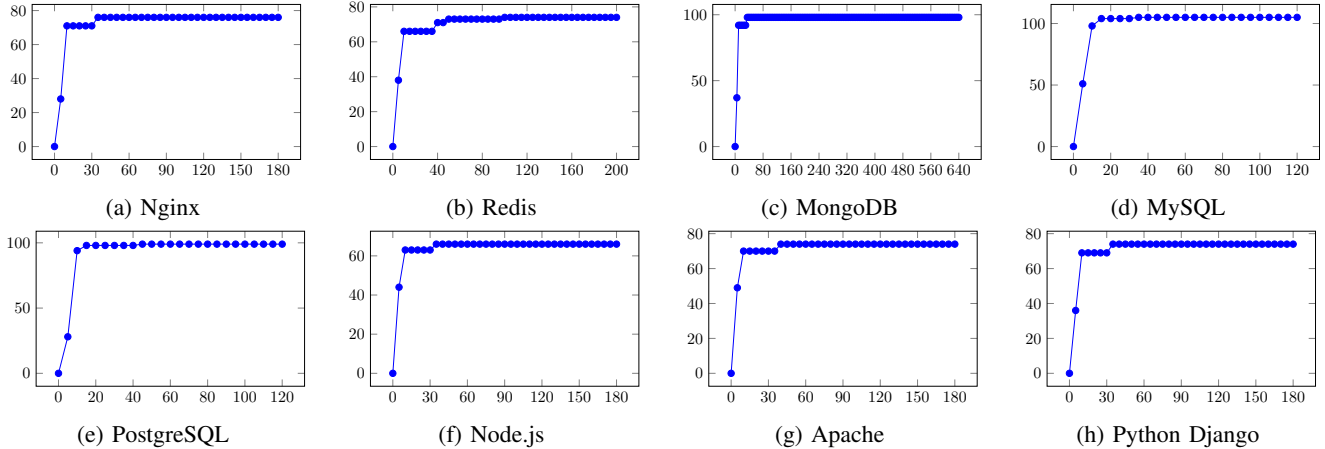 80
60
40
20
0
0 30 60 90 120 150 180
(a) Nginx
80
60
40
20
0
0 40 80 120 160 200
(b) Redis
100
50
0
0 80 160 240 320 400 480 560 640
(c) MongoDB
100
50
0
0 20 40 60 80 100 120
(d) MySQL
100
50
0
0 20 40 60 80 100 120
(e) PostgreSQL
60
40
20
0
0 30 60 90 120 150 180
(f) Node.js
80
60
40
20
0
0 30 60 90 120 150 180
(g) Apache
80
60
40
20
0
0 30 60 90 120 150 180
(h) Python Django